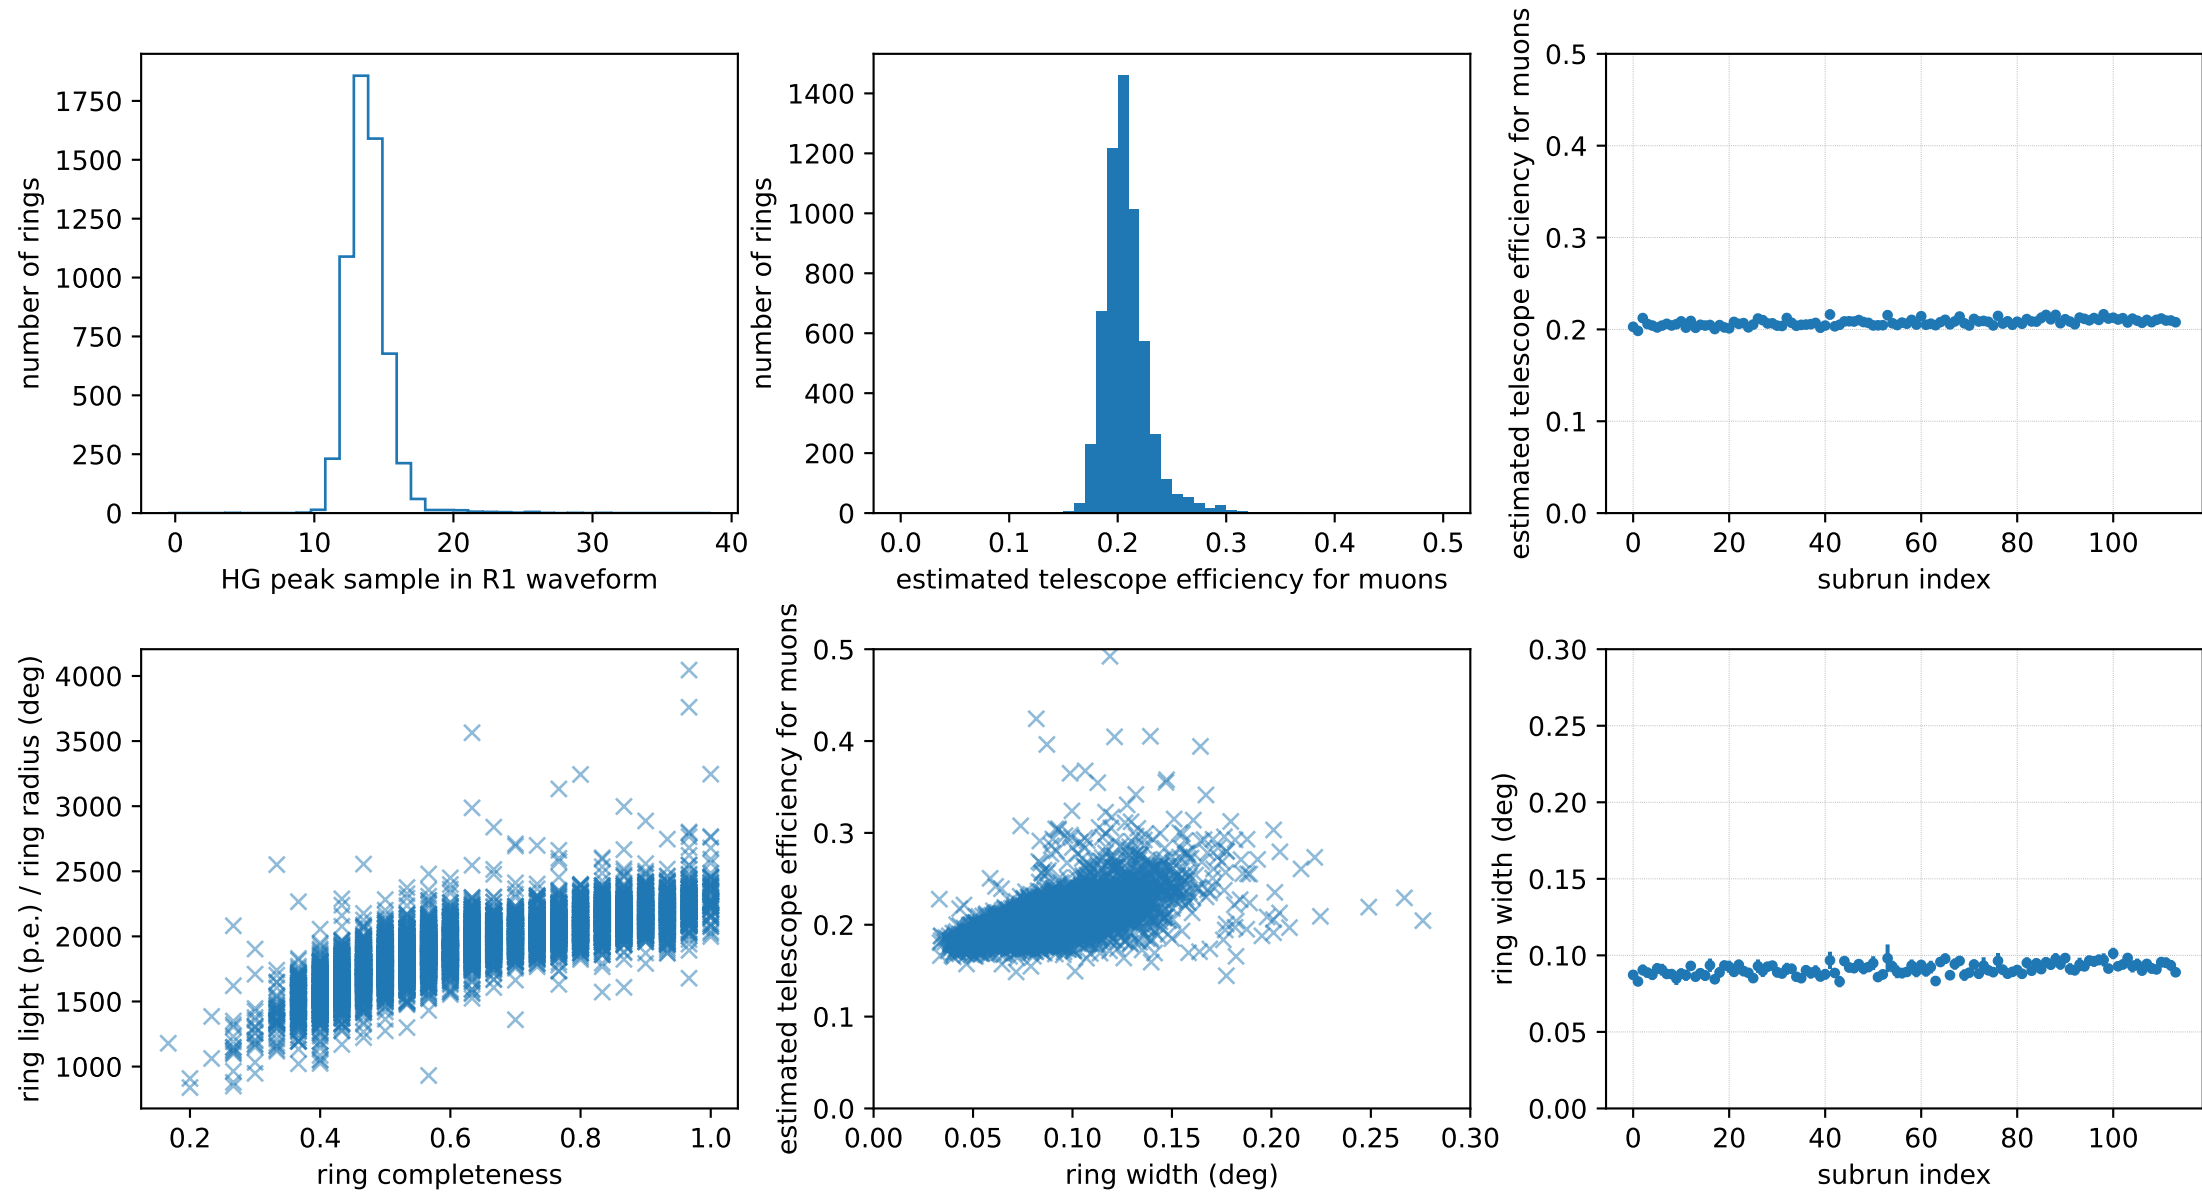 number of rings
1750
1500
1250
1000
750
500
250
0
0 10 20 30 40
HG peak sample in R1 waveform
number of rings
1400
1200
1000
800
600
400
200
0
0.0 0.1 0.2 0.3 0.4 0.5
estimated telescope efficiency for muons
estimated telescope efficiency for muons
0.5
0.4
0.3
0.2
0.1
0.0
0 20 40 60 80 100
subrun index
ring light (p.e.) / ring radius (deg)
4000
3500
3000
2500
2000
1500
1000
0.2 0.4 0.6 0.8 1.0
ring completeness
estimated telescope efficiency for muons
0.5
0.4
0.3
0.2
0.1
0.0
0.00 0.05 0.10 0.15 0.20 0.25 0.30
ring width (deg)
ring width (deg)
0.30
0.25
0.20
0.15
0.10
0.05
0.00
0 20 40 60 80 100
subrun index